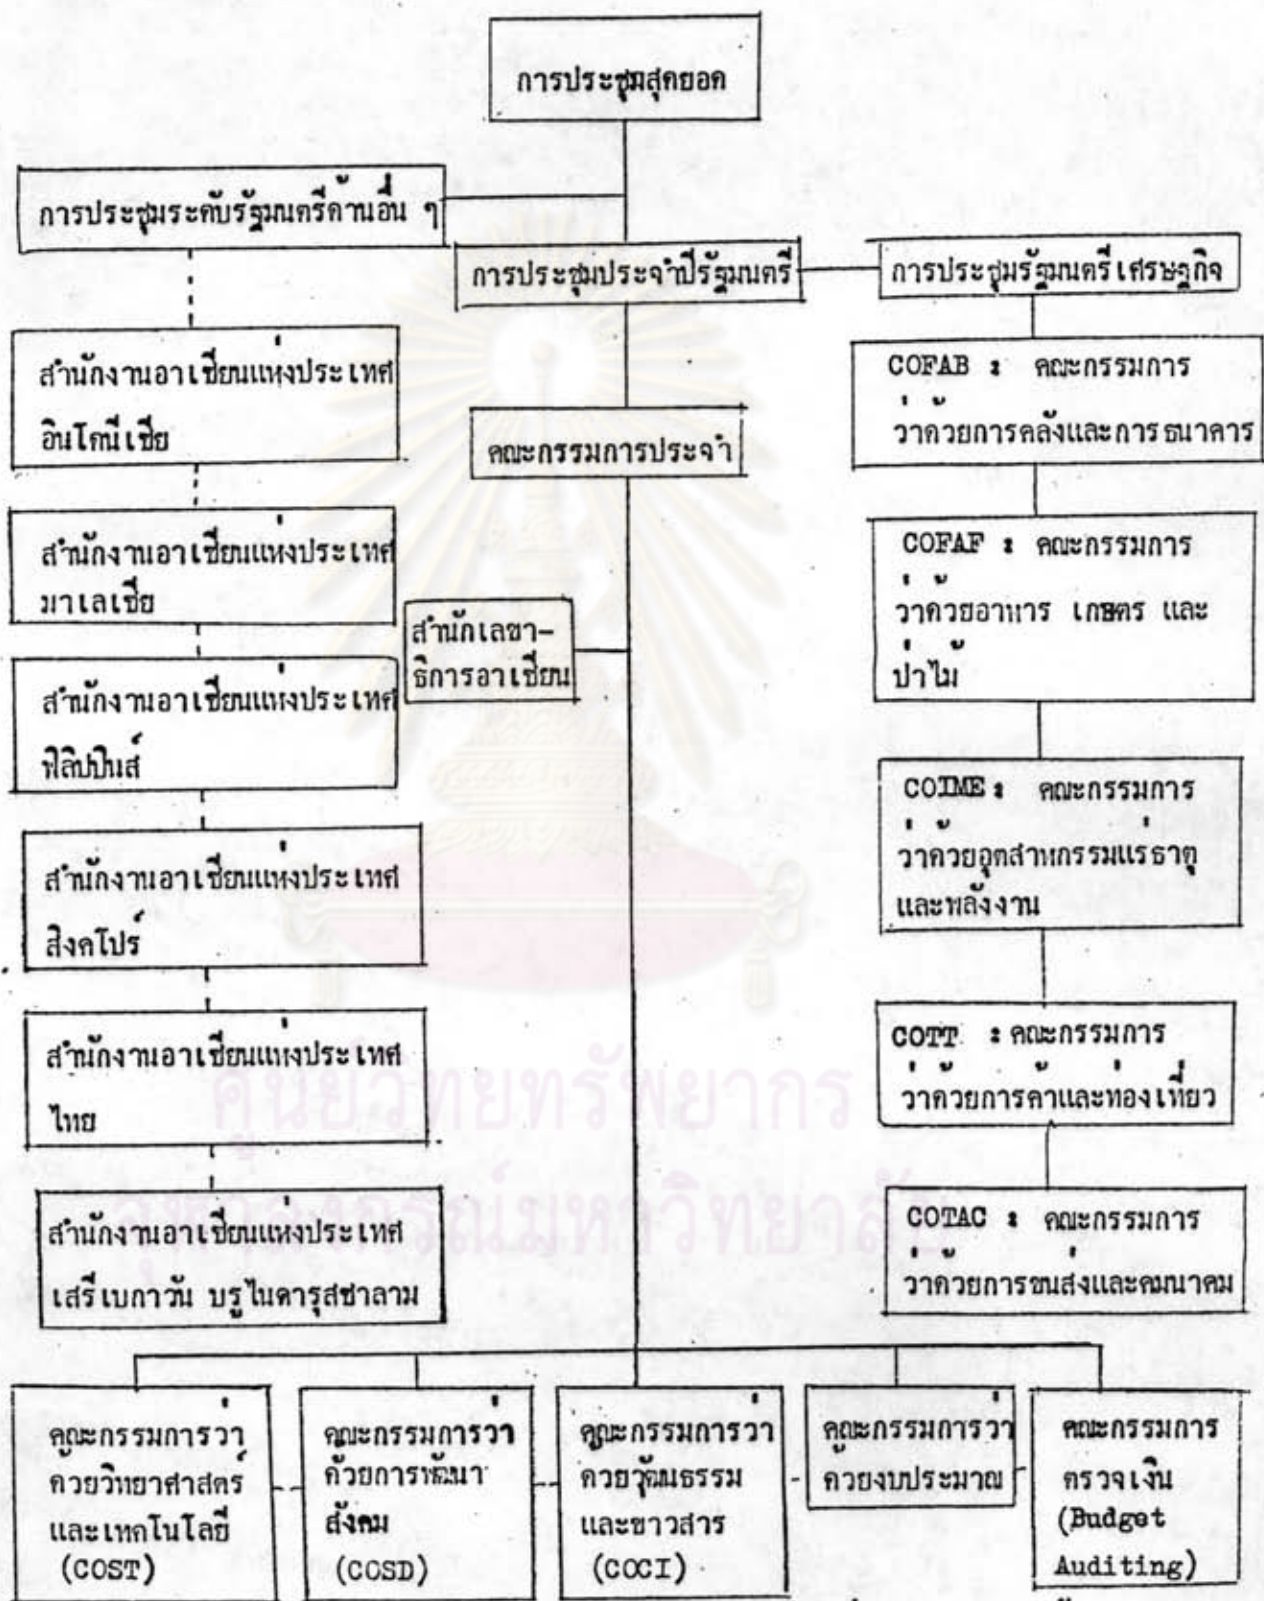 การประชุมสุดยอด
การประชุมระดับรัฐมนตรีด้านอื่น ๆ
การประชุมประจำปีรัฐมนตรี
การประชุมรัฐมนตรีเศรษฐกิจ
สำนักงานอาเซียนแห่งประเทศ
อินโดนีเซีย
คณะกรรมการประจำ
COFAB : คณะกรรมการ
ว่าด้วยการคลังและการธนาคาร
สำนักงานอาเซียนแห่งประเทศ
มาเลเซีย
COFAF : คณะกรรมการ
ว่าด้วยอาหาร เกษตร และ
ป่าไม้
สำนักเลขา-
ธิการอาเซียน
สำนักงานอาเซียนแห่งประเทศ
ฟิลิปปินส์
COIME : คณะกรรมการ
ว่าด้วยอุตสำหกรรมแร่ธาตุ
และพลังงาน
สำนักงานอาเซียนแห่งประเทศ
สิงคโปร์
สำนักงานอาเซียนแห่งประเทศ
ไทย
COTT : คณะกรรมการ
ว่าด้วยการค้าและท่องเที่ยว
สำนักงานอาเซียนแห่งประเทศ
เสรีเบกาวัน บรูไนดารุสซาลาม
COTAC : คณะกรรมการ
ว่าด้วยการขนส่งและคมนาคม
คณะกรรมการว่า
ด้วยวิทยาศาสตร์
และเทคโนโลยี
(COST)
คณะกรรมการว่า
ด้วยการพัฒนา
สังคม
(COSD)
คณะกรรมการว่า
ด้วยวัฒนธรรม
และขาวสาร
(COCI)
คณะกรรมการว่า
ด้วยงบประมาณ
คณะกรรมการ
ตรวจเงิน
(Budget
Auditing)
ศูนย์วิทยทรัพยากร
จุฬาลงกรณ์มหาวิทยาลัย